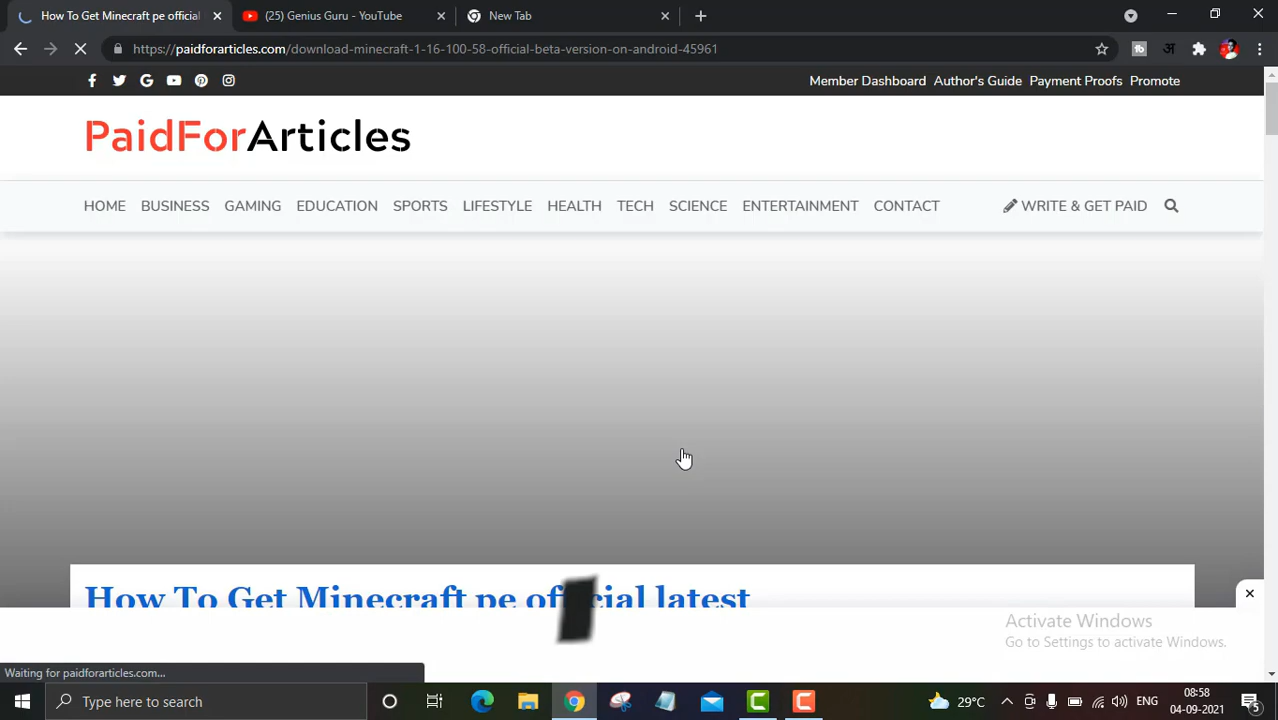 How To Get Minecraft pe official
(25) Genius Guru - YouTube
New Tab
https://paidforarticles.com/download-minecraft-1-16-100-58-official-beta-version-on-android-45961
Member Dashboard Author's Guide Payment Proofs Promote
PaidForArticles
HOME BUSINESS GAMING EDUCATION SPORTS LIFESTYLE HEALTH TECH SCIENCE ENTERTAINMENT CONTACT WRITE & GET PAID
How To Get Minecraft pe official latest
Activate Windows
Go to Settings to activate Windows.
Waiting for paidforarticles.com...
Type here to search
29°C
ENG
08:58
04-09-2021
5